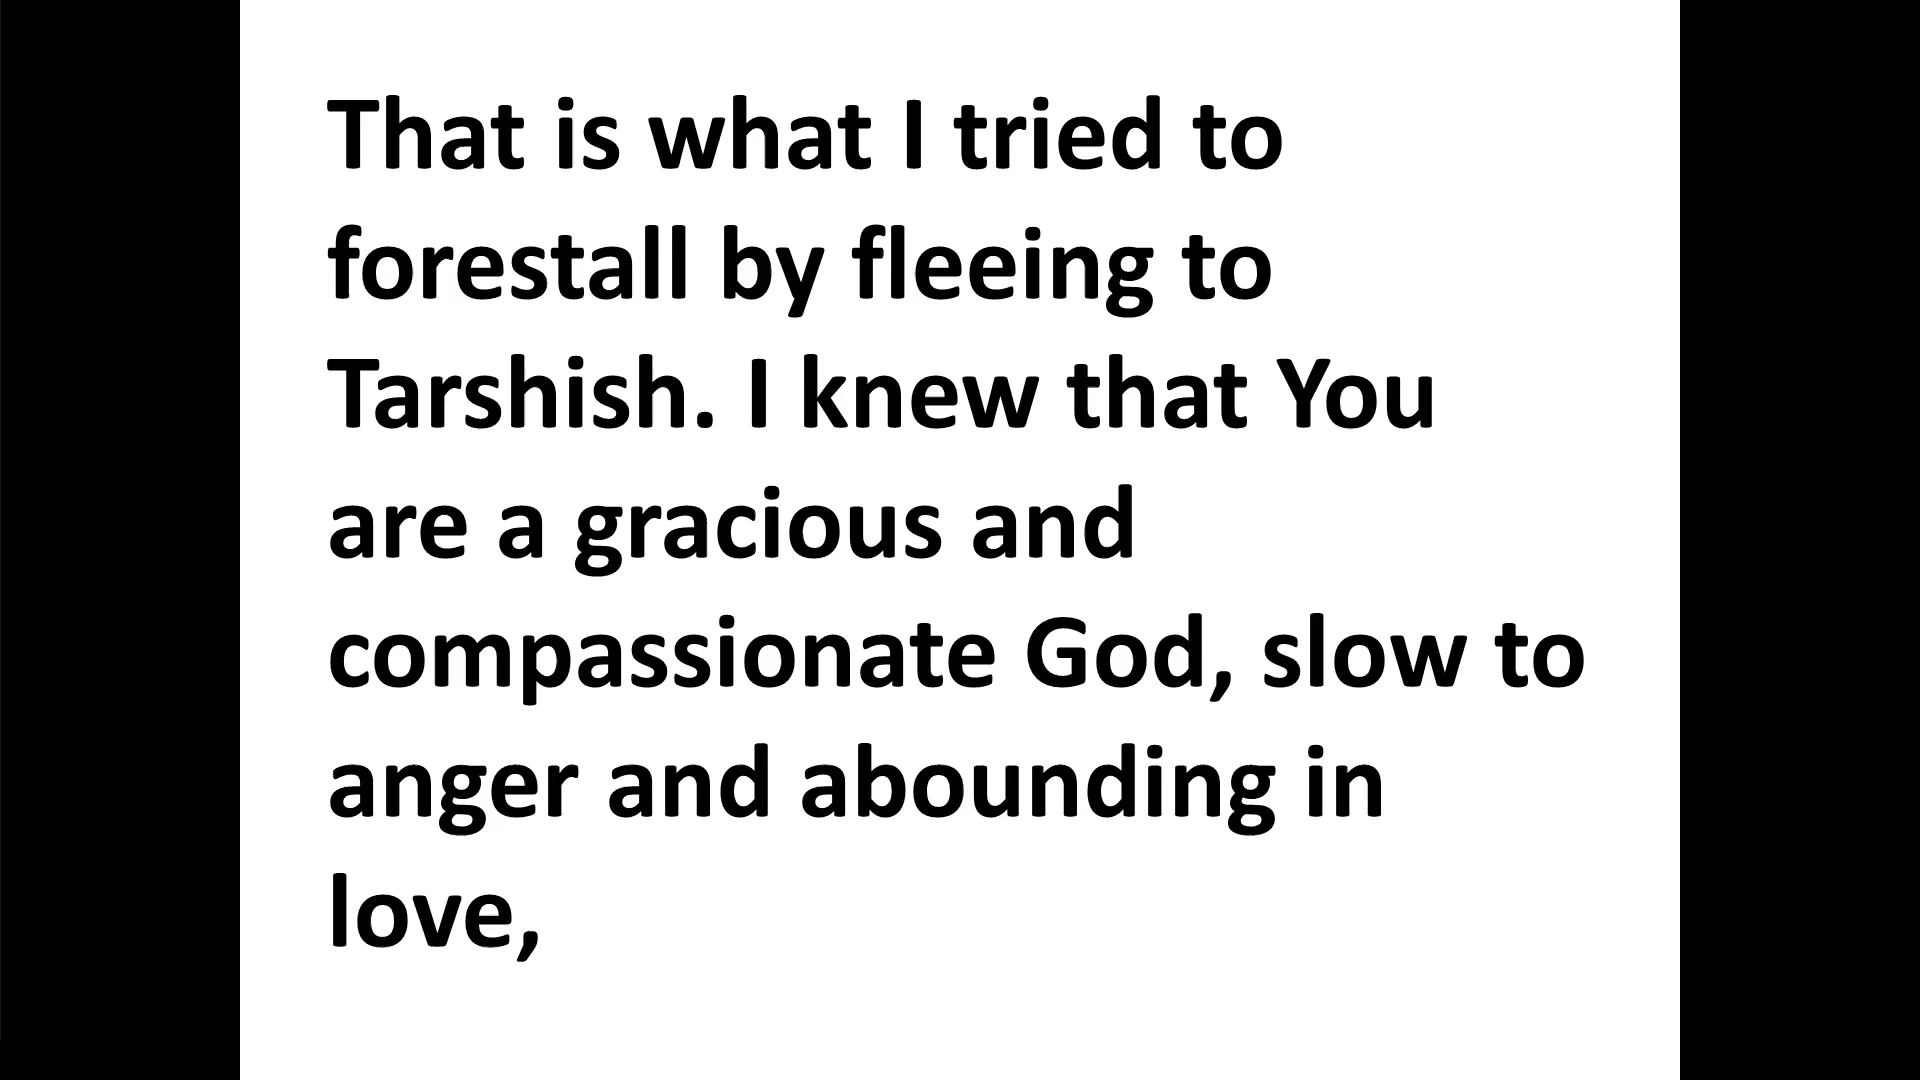 That is what I tried to
forestall by fleeing to
Tarshish. I knew that You
are a gracious and
compassionate God, slow to
anger and abounding in
love,